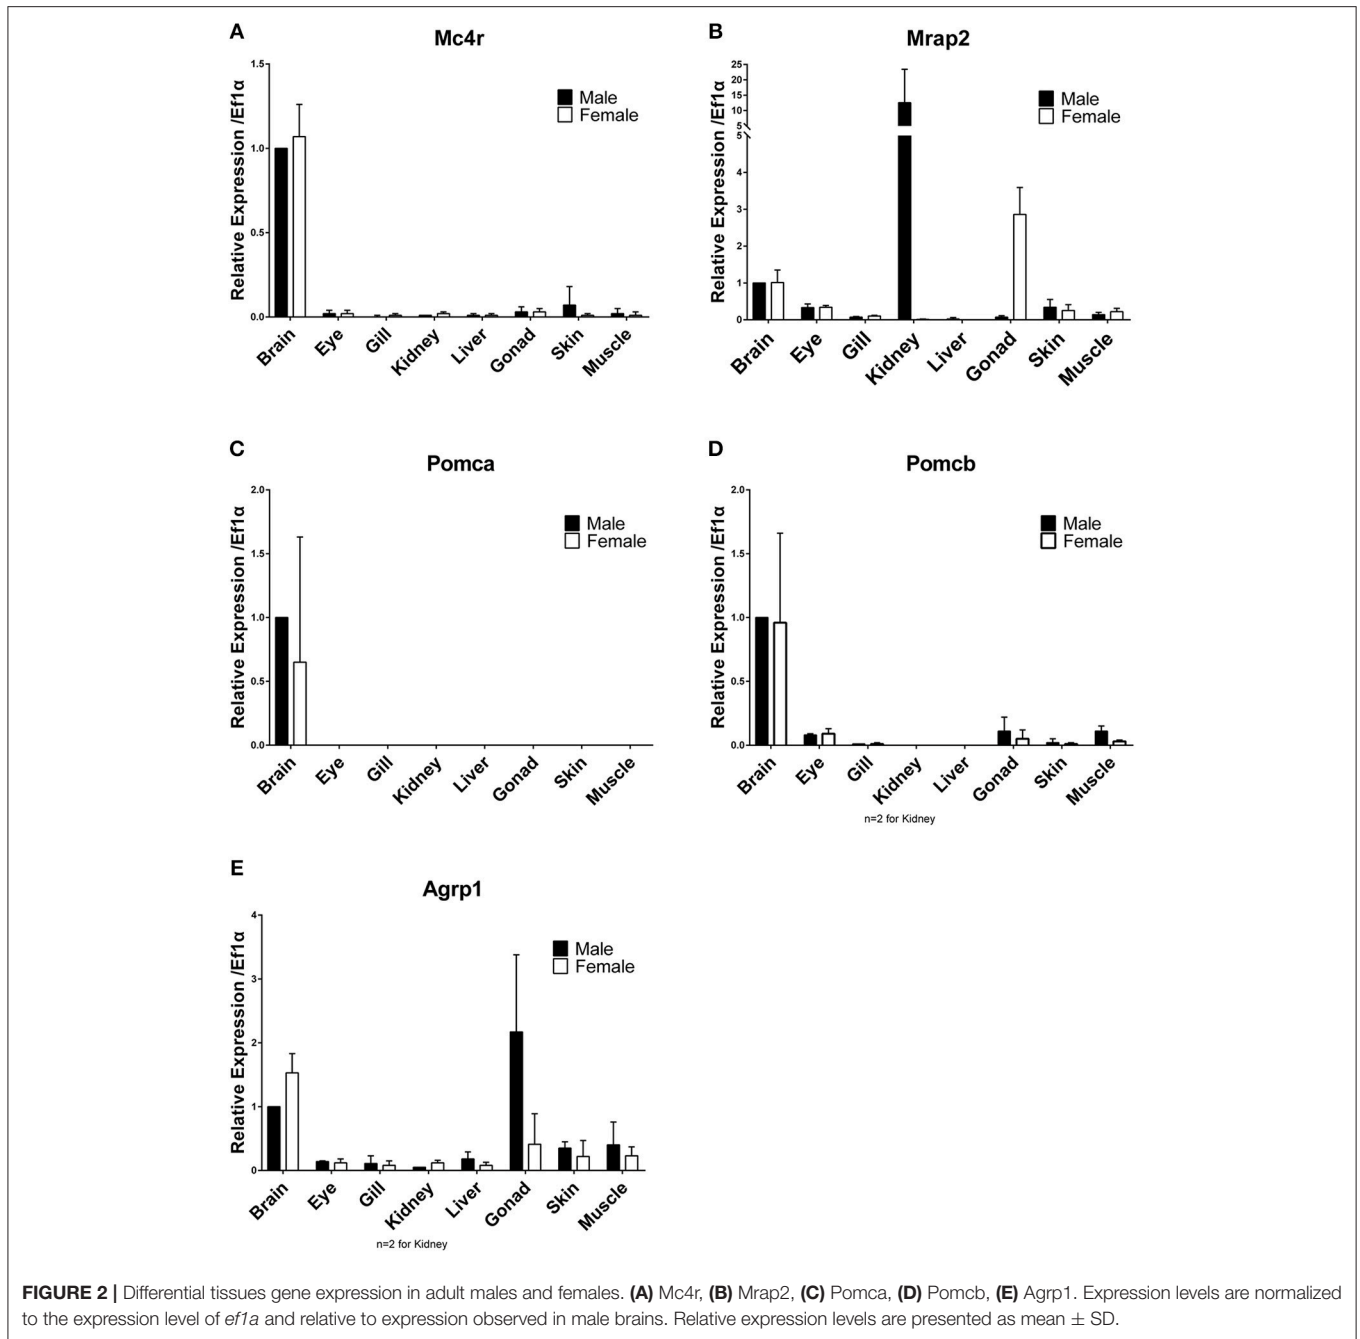 A
Mc4r
Relative Expression /Ef1α
1.5
1.0
0.5
0.0
Male
Female
Brain
Eye
Gill
Kidney
Liver
Gonad
Skin
Muscle
B
Mrap2
Relative Expression /Ef1α
25
20
15
10
5
5
4
3
2
1
0
Male
Female
Brain
Eye
Gill
Kidney
Liver
Gonad
Skin
Muscle
C
Pomca
Relative Expression /Ef1α
2.0
1.5
1.0
0.5
0.0
Male
Female
Brain
Eye
Gill
Kidney
Liver
Gonad
Skin
Muscle
D
Pomcb
Relative Expression /Ef1α
2.0
1.5
1.0
0.5
0.0
Male
Female
Brain
Eye
Gill
Kidney
Liver
Gonad
Skin
Muscle
n=2 for Kidney
E
Agrp1
Relative Expression /Ef1α
4
3
2
1
0
Male
Female
Brain
Eye
Gill
Kidney
Liver
Gonad
Skin
Muscle
n=2 for Kidney
FIGURE 2 | Differential tissues gene expression in adult males and females. (A) Mc4r, (B) Mrap2, (C) Pomca, (D) Pomcb, (E) Agrp1. Expression levels are normalized
to the expression level of ef1a and relative to expression observed in male brains. Relative expression levels are presented as mean ± SD.